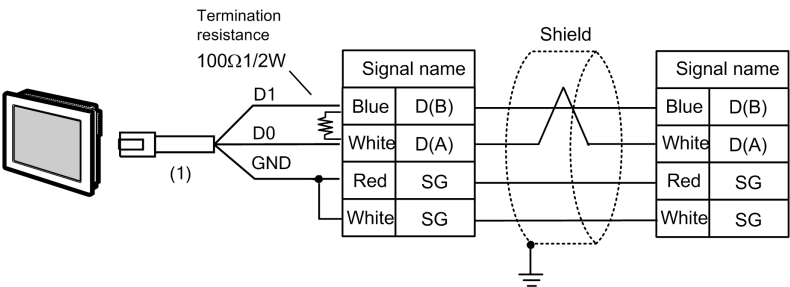 Termination
resistance
100Ω1/2W
Shield
Signal name
Signal name
D1
Blue D(B)
Blue D(B)
D0
White D(A)
White D(A)
GND
(1)
Red SG
Red SG
White SG
White SG